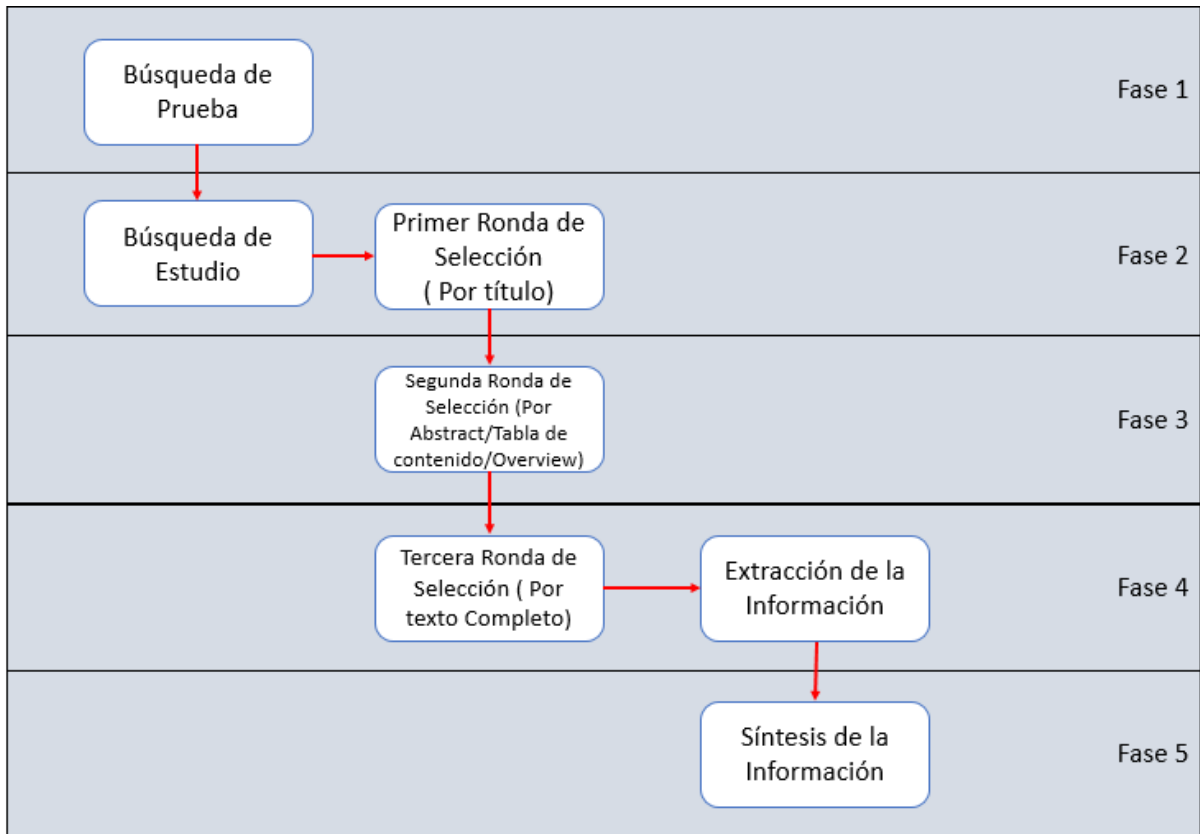 Búsqueda de
Prueba
Fase 1
Búsqueda de
Estudio
Primer Ronda de
Selección
( Por título)
Fase 2
Segunda Ronda de
Selección (Por
Abstract/Tabla de
contenido/Overview)
Fase 3
Tercera Ronda de
Selección ( Por
texto Completo)
Extracción de la
Información
Fase 4
Síntesis de la
Información
Fase 5